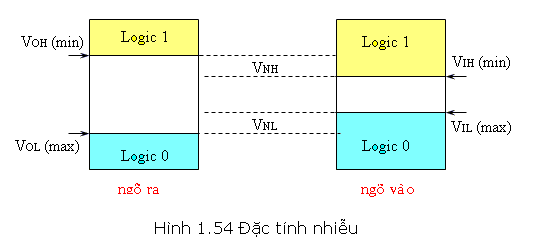 VOH (min)
Logic 1
Logic 1
VNH
VIH (min)
VNL
VIL (max)
VOL (max)
Logic 0
Logic 0
ngõ ra
ngõ vào
Hình 1.54 Đặc tính nhiễu